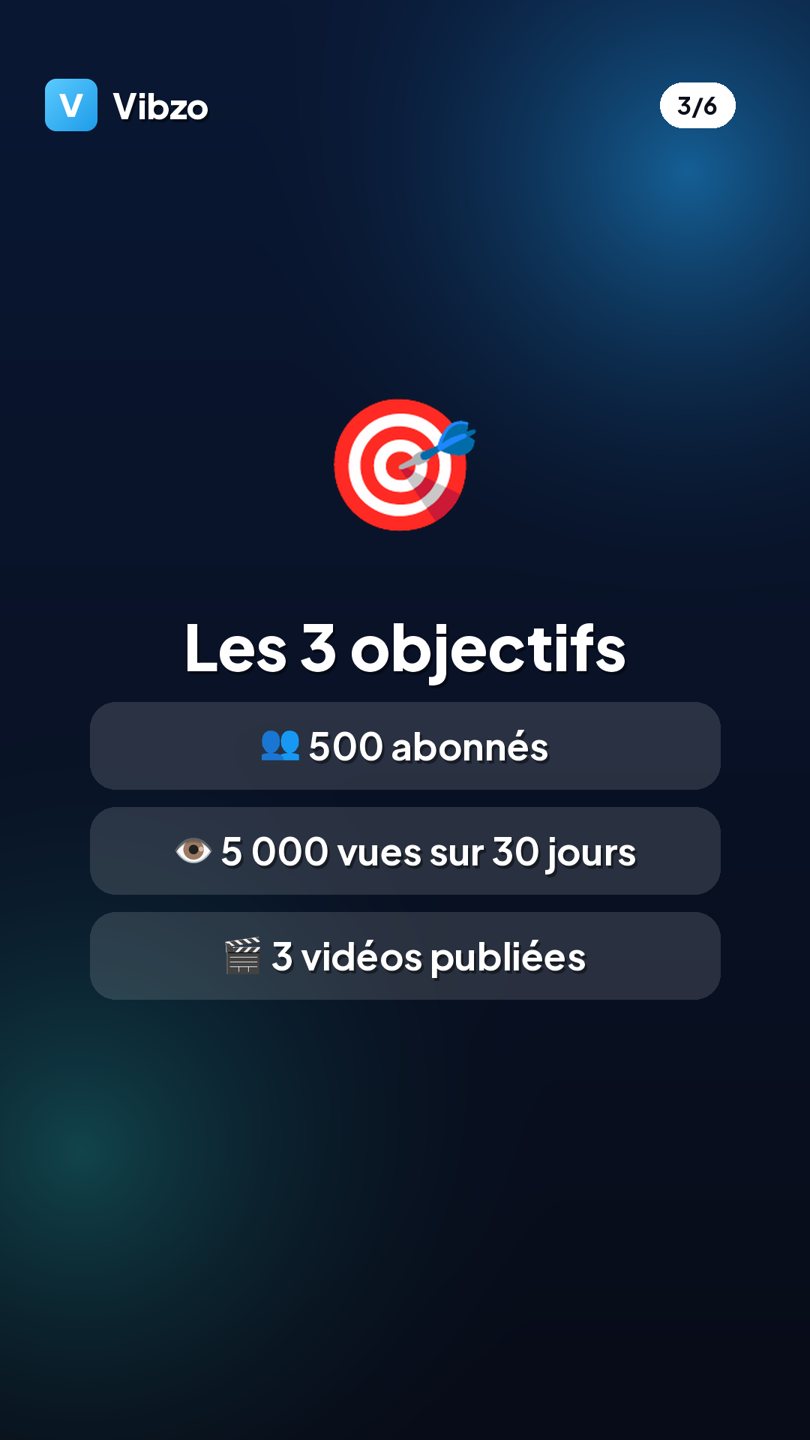 V Vibzo
3/6
Les 3 objectifs
👥 500 abonnés
👁️ 5 000 vues sur 30 jours
🎬 3 vidéos publiées